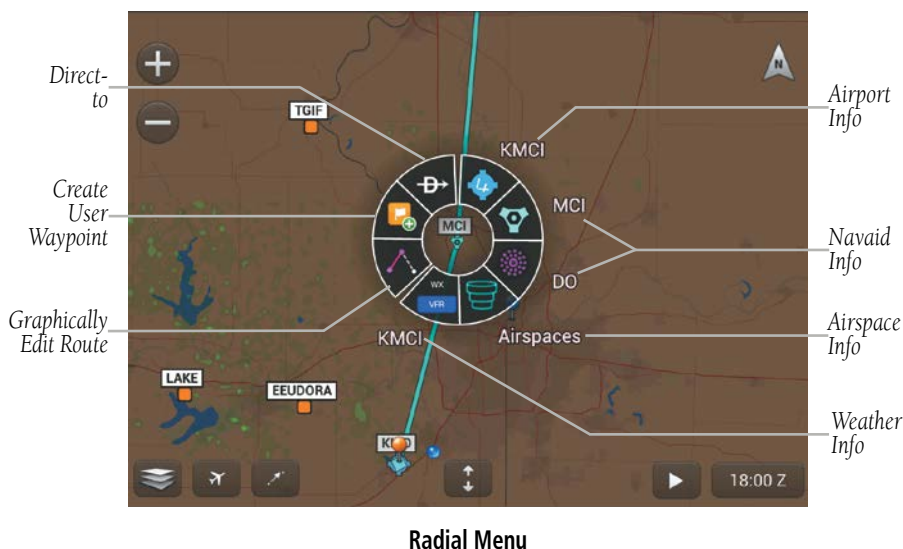 Direct-
to
Create
User
Waypoint
Graphically
Edit Route
TGIF
N
KMCI
MCI
MCI
DO
WX
VFR
KMCI
Airspaces
LAKE
EEUDORA
18:00 Z
Airport
Info
Navaid
Info
Airspace
Info
Weather
Info
Radial Menu